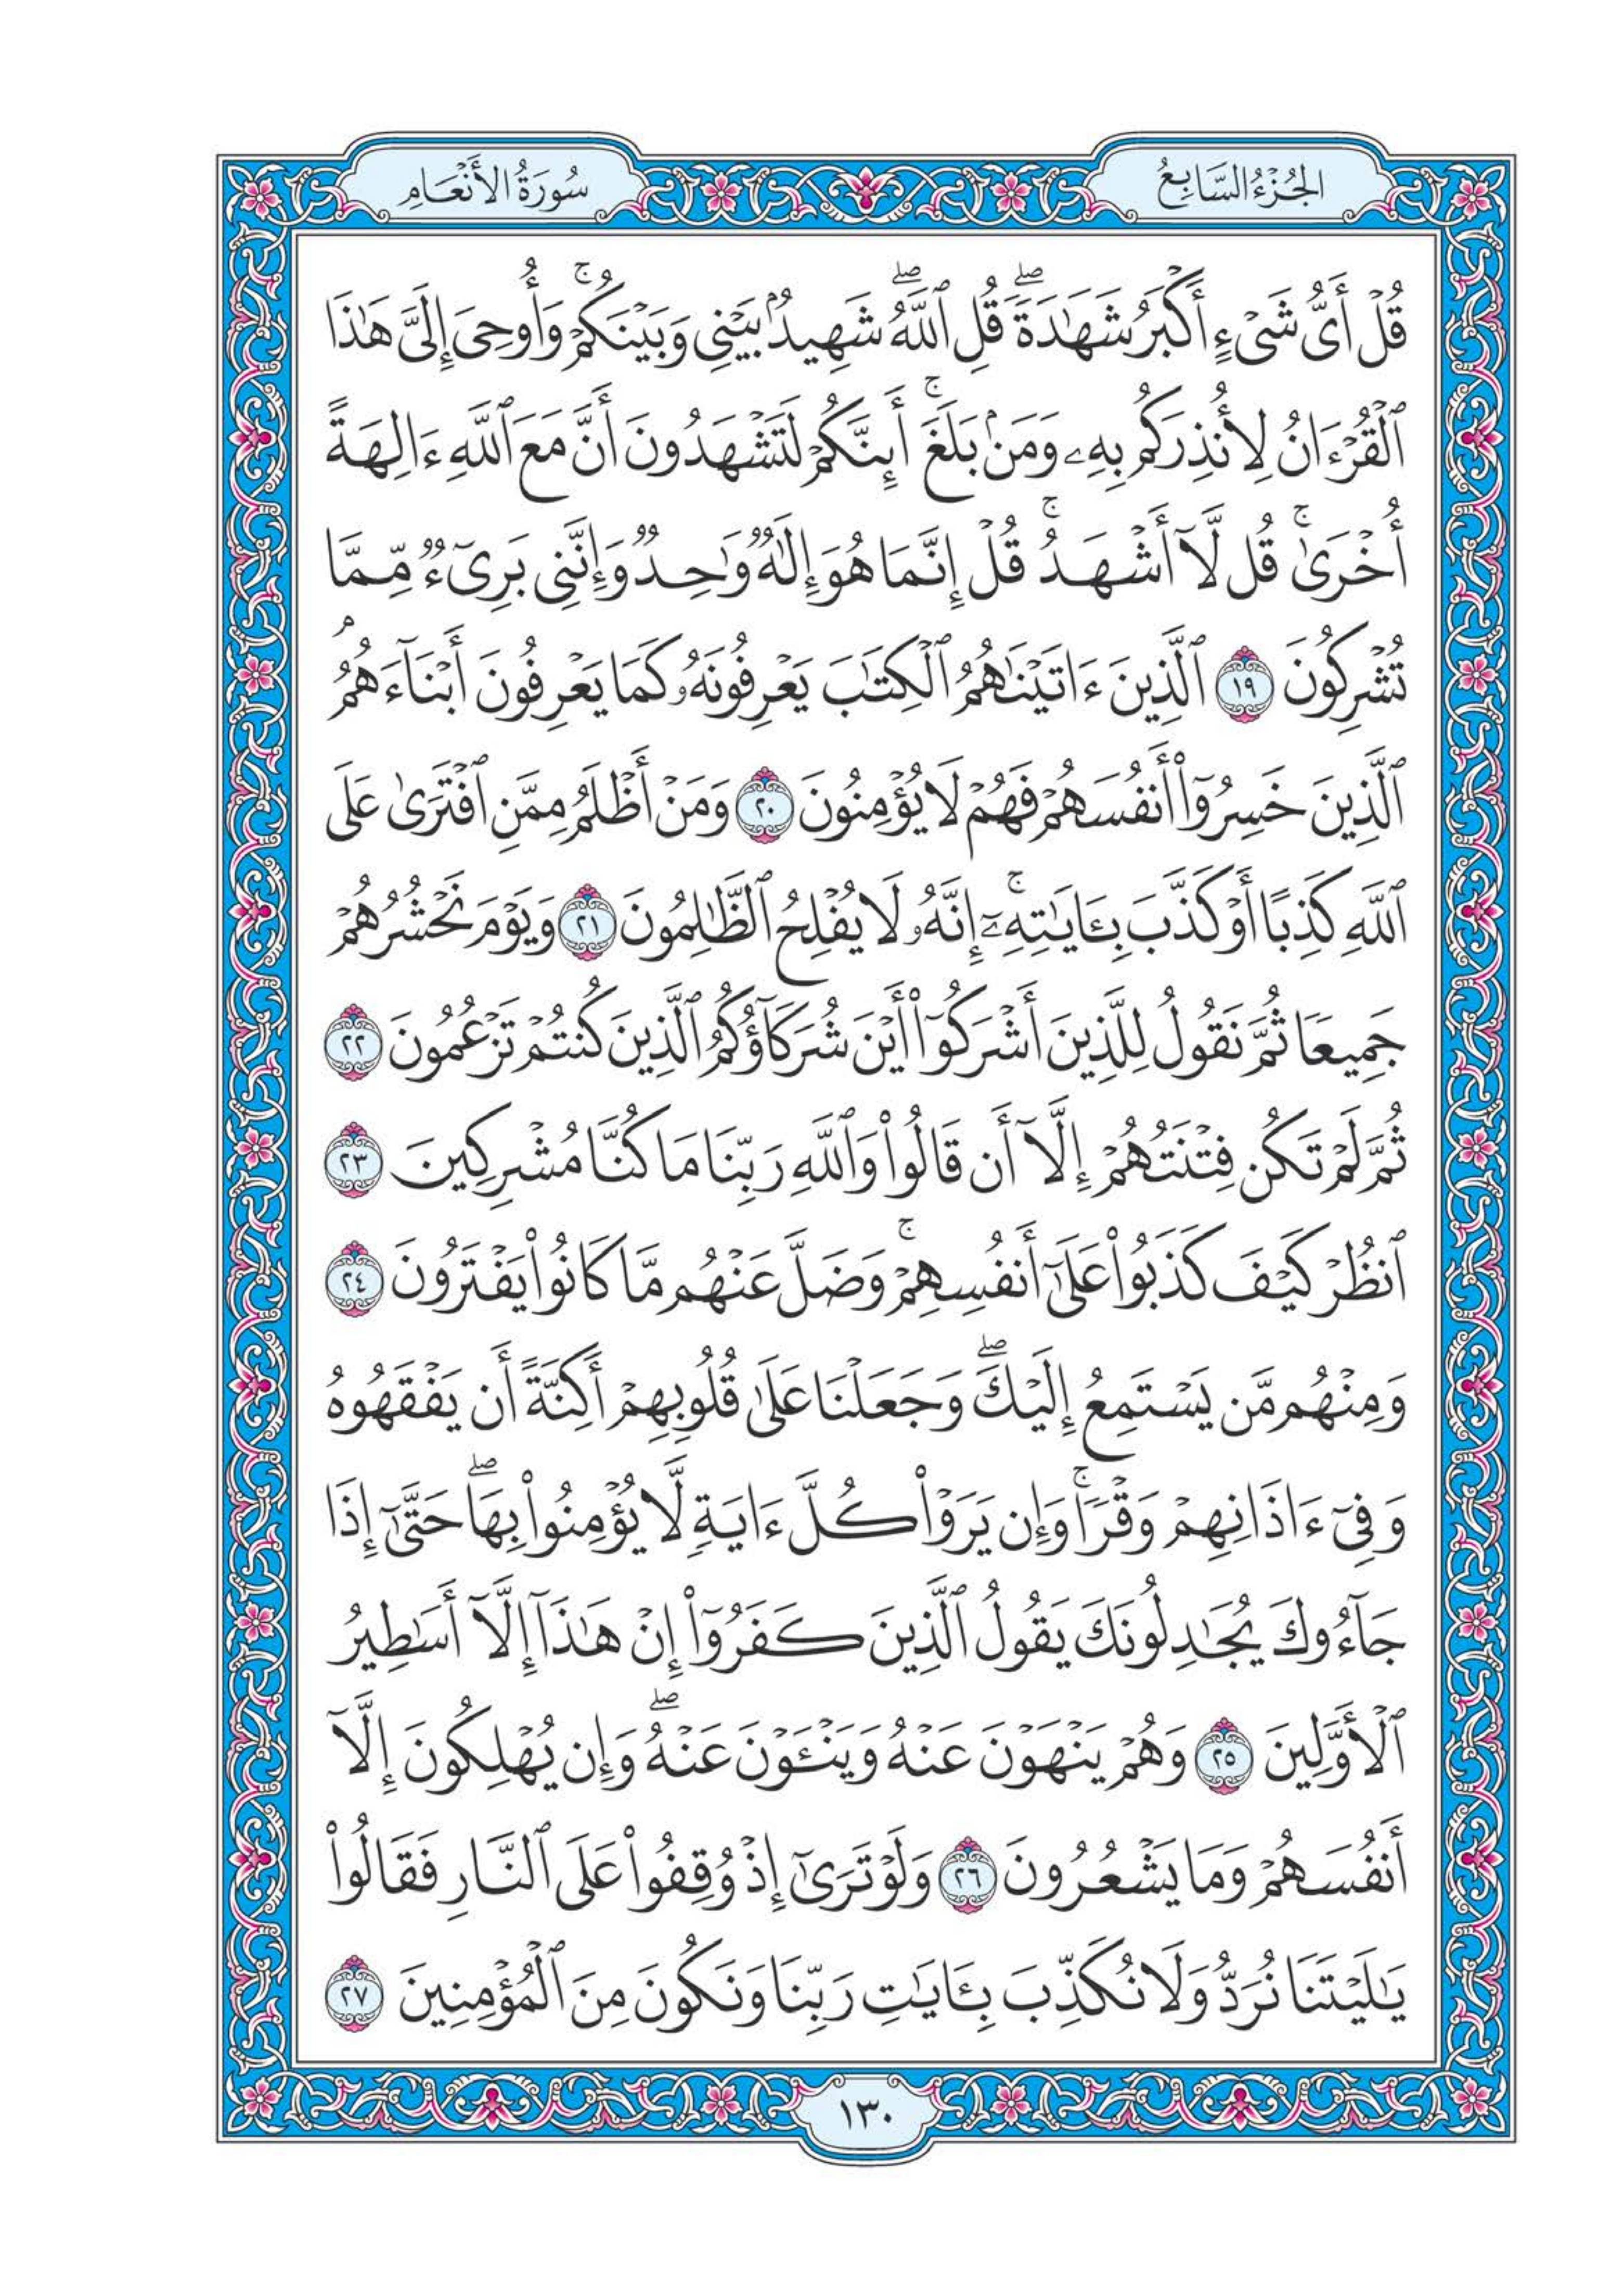 الجُزْءُ السَّابِعُ
سُورَةُ الأَنْعَامِ
قُلْ أَىُّ شَىْءٍ أَكْبَرُ شَهَٰدَةًۖ قُلِ ٱللَّهُۖ شَهِيدُۢ بَيْنِى وَبَيْنَكُمْۚ وَأُوحِىَ إِلَىَّ هَٰذَا
ٱلْقُرْءَانُ لِأُنذِرَكُم بِهِۦ وَمَنۢ بَلَغَۚ أَئِنَّكُمْ لَتَشْهَدُونَ أَنَّ مَعَ ٱللَّهِ ءَالِهَةً
أُخْرَىٰۚ قُل لَّآ أَشْهَدُۚ قُلْ إِنَّمَا هُوَ إِلَٰهٌ وَٰحِدٌ وَإِنَّنِى بَرِىٓءٌ مِّمَّا
تُشْرِكُونَ ١٩ ٱلَّذِينَ ءَاتَيْنَٰهُمُ ٱلْكِتَٰبَ يَعْرِفُونَهُۥ كَمَا يَعْرِفُونَ أَبْنَآءَهُمُۘ
ٱلَّذِينَ خَسِرُوٓا۟ أَنفُسَهُمْ فَهُمْ لَا يُؤْمِنُونَ ٢٠ وَمَنْ أَظْلَمُ مِمَّنِ ٱفْتَرَىٰ عَلَى
ٱللَّهِ كَذِبًا أَوْ كَذَّبَ بِـَٔايَٰتِهِۦٓۚ إِنَّهُۥ لَا يُفْلِحُ ٱلظَّٰلِمُونَ ٢١ وَيَوْمَ نَحْشُرُهُمْ
جَمِيعًا ثُمَّ نَقُولُ لِلَّذِينَ أَشْرَكُوٓا۟ أَيْنَ شُرَكَآؤُكُمُ ٱلَّذِينَ كُنتُمْ تَزْعُمُونَ ٢٢
ثُمَّ لَمْ تَكُن فِتْنَتُهُمْ إِلَّآ أَن قَالُوا۟ وَٱللَّهِ رَبِّنَا مَا كُنَّا مُشْرِكِينَ ٢٣
ٱنظُرْ كَيْفَ كَذَبُوا۟ عَلَىٰٓ أَنفُسِهِمْۚ وَضَلَّ عَنْهُم مَّا كَانُوا۟ يَفْتَرُونَ ٢٤
وَمِنْهُم مَّن يَسْتَمِعُ إِلَيْكَۖ وَجَعَلْنَا عَلَىٰ قُلُوبِهِمْ أَكِنَّةً أَن يَفْقَهُوهُ
وَفِىٓ ءَاذَانِهِمْ وَقْرًاۚ وَإِن يَرَوْا۟ كُلَّ ءَايَةٍ لَّا يُؤْمِنُوا۟ بِهَاۖ حَتَّىٰٓ إِذَا
جَآءُوكَ يُجَٰدِلُونَكَ يَقُولُ ٱلَّذِينَ كَفَرُوٓا۟ إِنْ هَٰذَآ إِلَّآ أَسَٰطِيرُ
ٱلْأَوَّلِينَ ٢٥ وَهُمْ يَنْهَوْنَ عَنْهُ وَيَنْـَٔوْنَ عَنْهُۖ وَإِن يُهْلِكُونَ إِلَّآ
أَنفُسَهُمْ وَمَا يَشْعُرُونَ ٢٦ وَلَوْ تَرَىٰٓ إِذْ وُقِفُوا۟ عَلَى ٱلنَّارِ فَقَالُوا۟
يَٰلَيْتَنَا نُرَدُّ وَلَا نُكَذِّبَ بِـَٔايَٰتِ رَبِّنَا وَنَكُونَ مِنَ ٱلْمُؤْمِنِينَ ٢٧
١٣٠